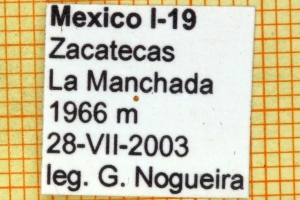 Mexico I-19
Zacatecas
La Manchada
1966 m
28-VII-2003
leg. G. Nogueira